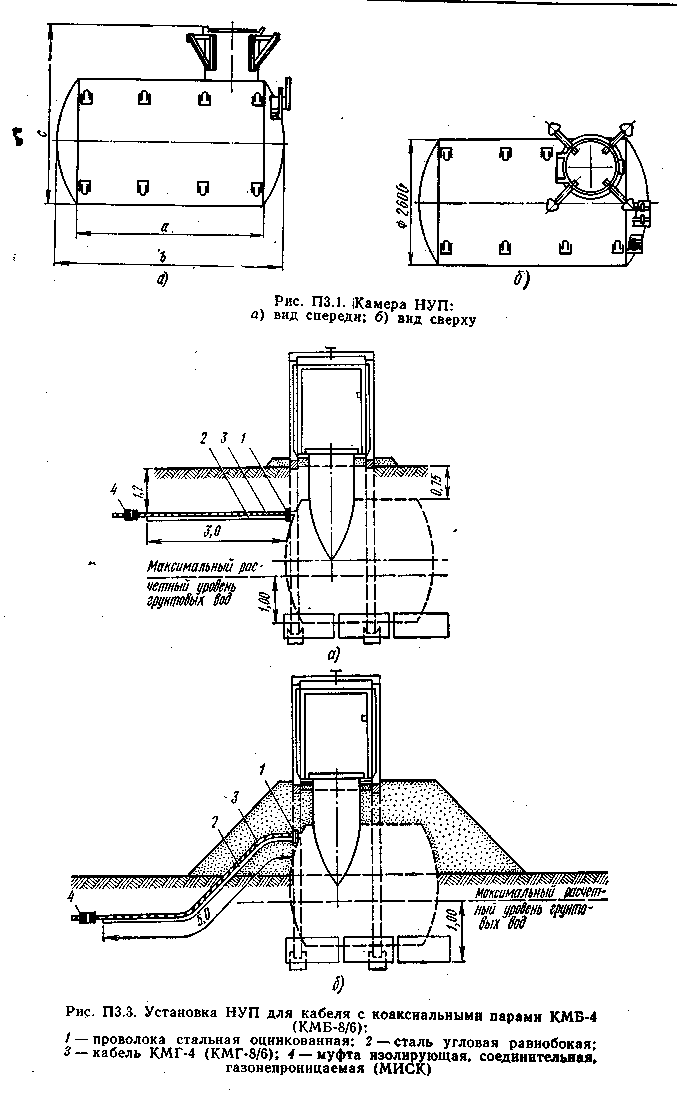 c
a
b
а)
ϕ 2600
б)
Рис. П3.1. Камера НУП:
а) вид спереди; б) вид сверху
2 3 1
4
1,2
0,75
3,0
Максимальный рас-
четный уровень
грунтовых вод
1,00
а)
1
3
2
4
5,0
Максимальный расчет-
ный уровень грунто-
вых вод
1,00
б)
Рис. П3.3. Установка НУП для кабеля с коаксиальными парами КМБ-4
(КМБ-8/6):
1 — проволока стальная оцинкованная; 2 — сталь угловая равнобокая;
3 — кабель КМГ-4 (КМГ-8/6); 4 — муфта изолирующая, соединительная,
газонепроницаемая (МИСК)